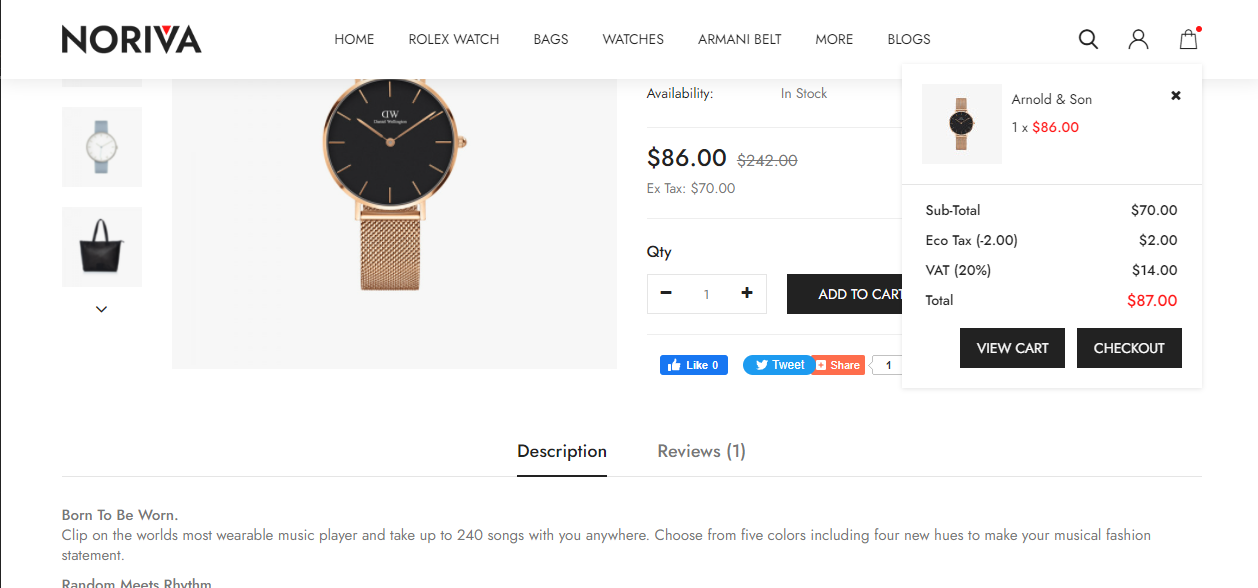 NORIVA
HOME ROLEX WATCH BAGS WATCHES ARMANI BELT MORE BLOGS
DW
Daniel Wellington
Availability: In Stock
$86.00 $242.00
Ex Tax: $70.00
Qty
1
ADD TO CART
Like 0
Tweet
Share
1
Arnold & Son
1 x $86.00
Sub-Total $70.00
Eco Tax (-2.00) $2.00
VAT (20%) $14.00
Total $87.00
VIEW CART CHECKOUT
Description Reviews (1)
Born To Be Worn.
Clip on the worlds most wearable music player and take up to 240 songs with you anywhere. Choose from five colors including four new hues to make your musical fashion
statement.
Random Meets Rhythm